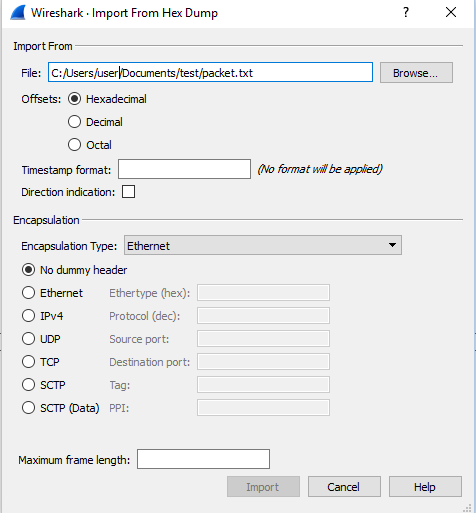 Wireshark · Import From Hex Dump ? ×
Import From
File: C:/Users/user/Documents/test/packet.txt Browse...
Offsets: Hexadecimal
Decimal
Octal
Timestamp format: (No format will be applied)
Direction indication:
Encapsulation
Encapsulation Type: Ethernet
No dummy header
Ethernet Ethertype (hex):
IPv4 Protocol (dec):
UDP Source port:
TCP Destination port:
SCTP Tag:
SCTP (Data) PPI:
Maximum frame length:
Import Cancel Help